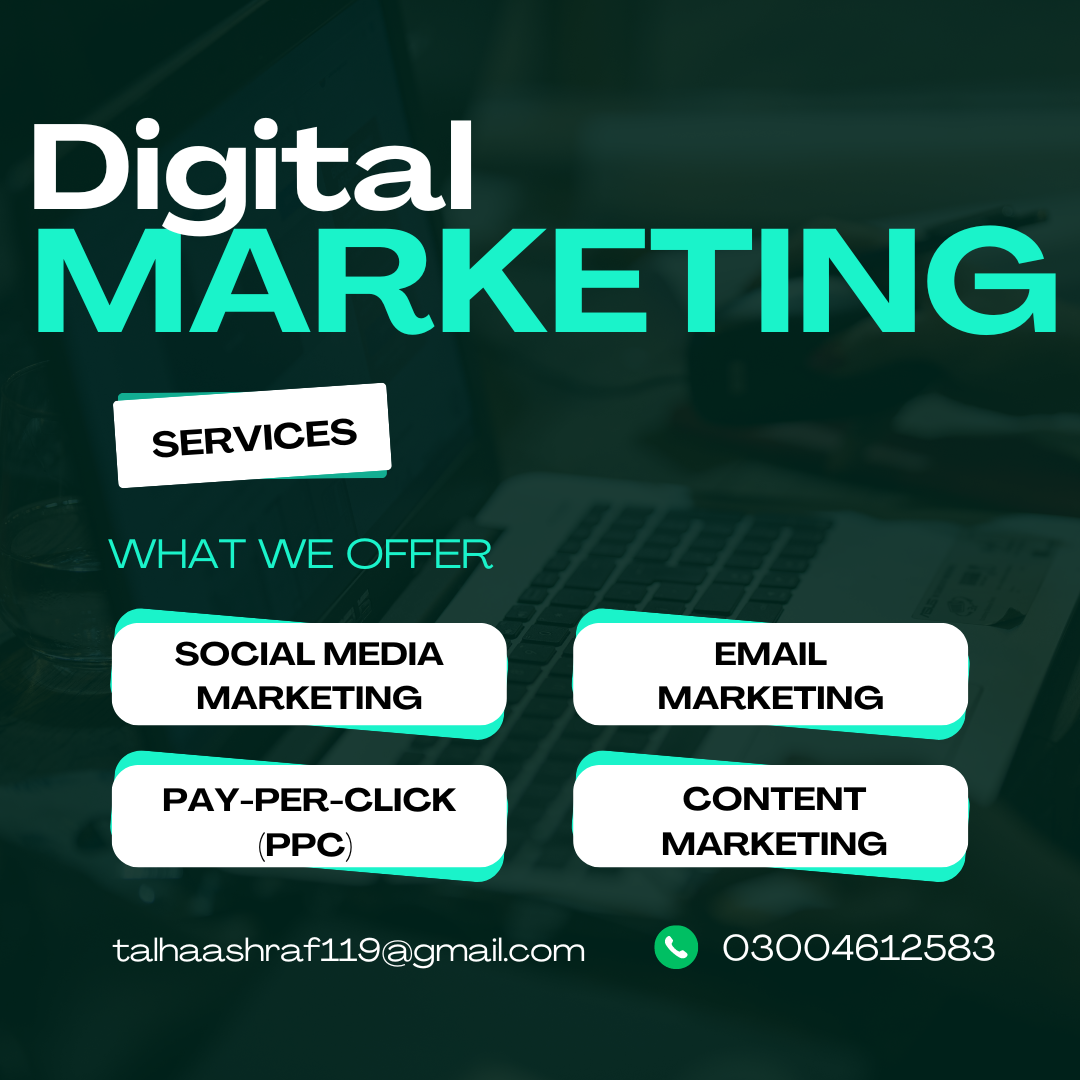 Digital
MARKETING
SERVICES
WHAT WE OFFER
SOCIAL MEDIA
MARKETING
EMAIL
MARKETING
PAY-PER-CLICK
(PPC)
CONTENT
MARKETING
talhaashraf119@gmail.com
03004612583